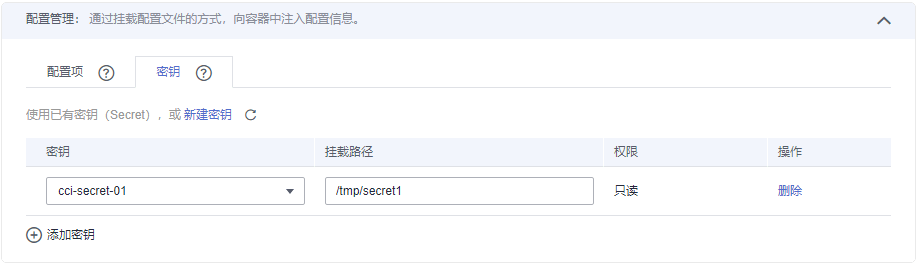 配置管理： 通过挂载配置文件的方式，向容器中注入配置信息。
配置项 ? 密钥 ?
使用已有密钥（Secret），或 新建密钥
密钥 挂载路径 权限 操作
cci-secret-01 /tmp/secret1 只读 删除
添加密钥